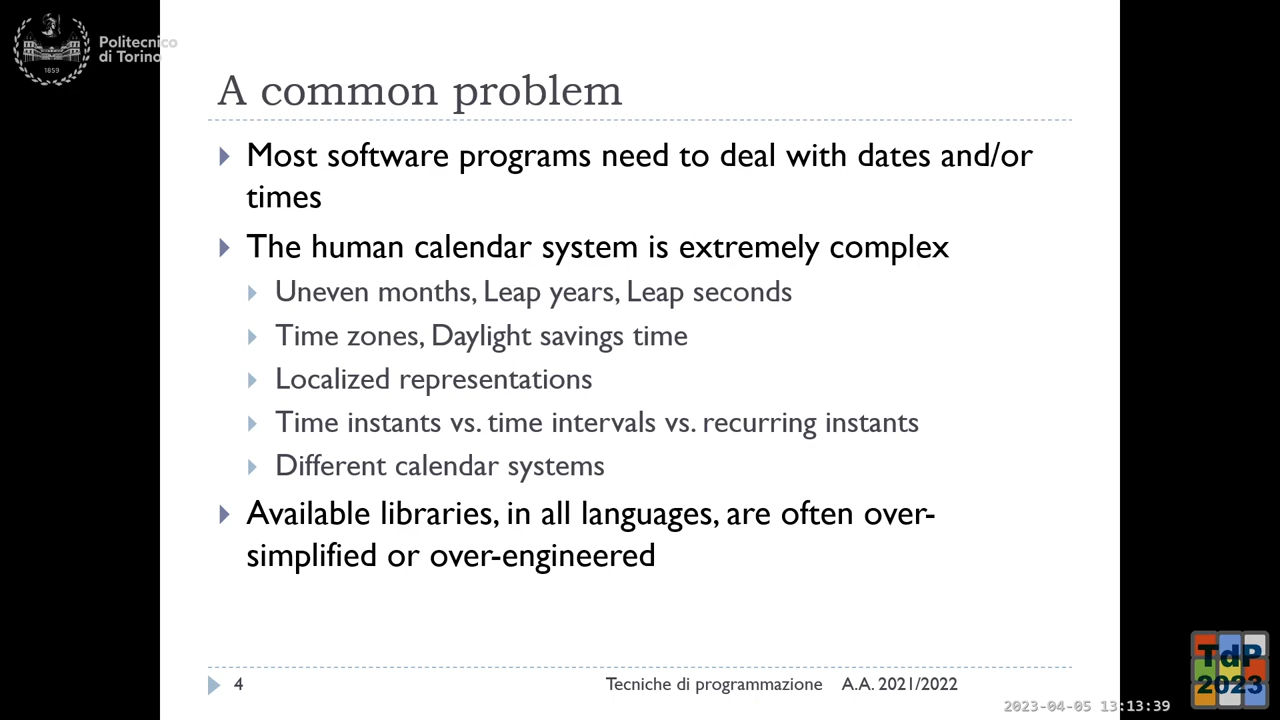 Politecnico
di Torino
1859
A common problem
Most software programs need to deal with dates and/or
times
The human calendar system is extremely complex
Uneven months, Leap years, Leap seconds
Time zones, Daylight savings time
Localized representations
Time instants vs. time intervals vs. recurring instants
Different calendar systems
Available libraries, in all languages, are often over-
simplified or over-engineered
4
Tecniche di programmazione A.A. 2021/2022
2023-04-05 13:13:39
TdP
2023